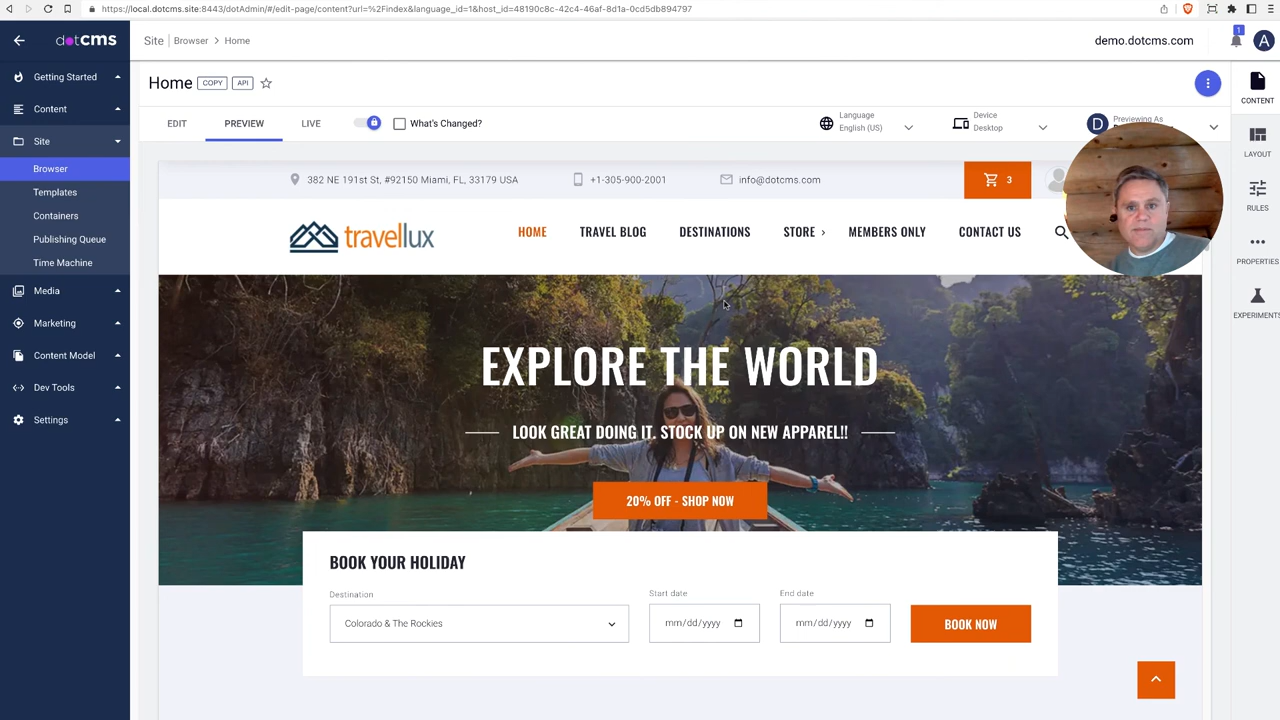 https://local.dotcms.site:8443/dotAdmin/#/edit-page/content?url=%2Findex&language_id=1&host_id=48190c8c-42c4-46af-8d1a-0cd5db894797
dotCMS
Site | Browser > Home
demo.dotcms.com
1
A
Getting Started
Content
Site
Browser
Templates
Containers
Publishing Queue
Time Machine
Media
Marketing
Content Model
Dev Tools
Settings
Home COPY API
EDIT PREVIEW LIVE What's Changed?
Language
English (US)
Device
Desktop
D
Previewing As
CONTENT
LAYOUT
RULES
PROPERTIES
EXPERIMENTS
382 NE 191st St, #92150 Miami, FL, 33179 USA
+1-305-900-2001
info@dotcms.com
3
travellux
HOME TRAVEL BLOG DESTINATIONS STORE > MEMBERS ONLY CONTACT US
EXPLORE THE WORLD
LOOK GREAT DOING IT. STOCK UP ON NEW APPAREL!!
20% OFF - SHOP NOW
BOOK YOUR HOLIDAY
Destination
Colorado & The Rockies
Start date
mm/dd/yyyy
End date
mm/dd/yyyy
BOOK NOW